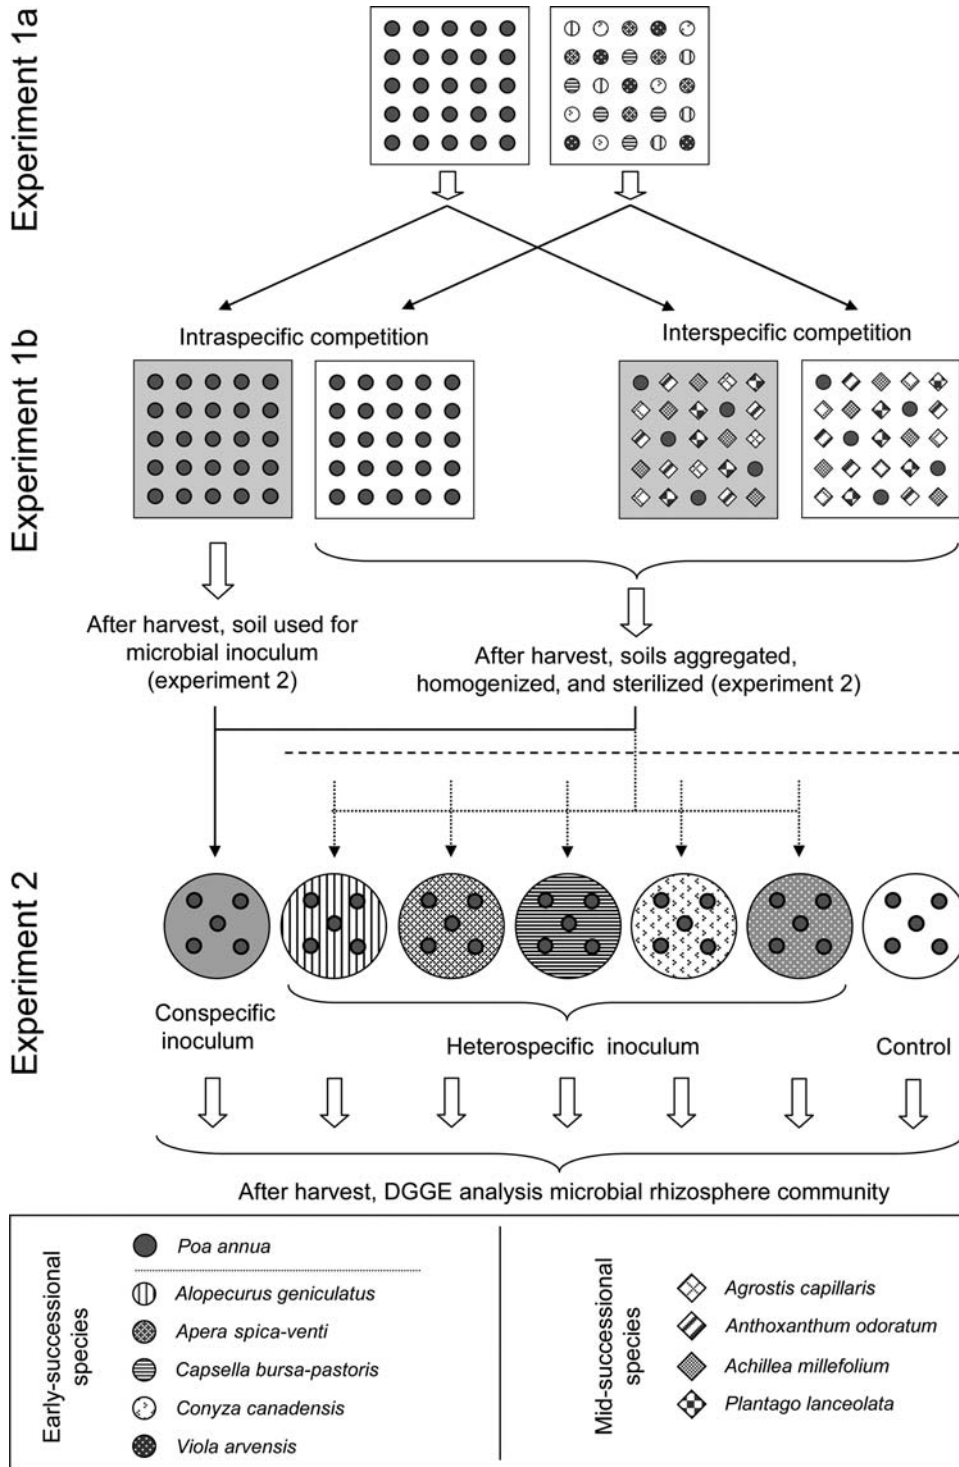 Experiment 1a
Experiment 1b
Intraspecific competition
Interspecific competition
After harvest, soil used for
microbial inoculum
(experiment 2)
After harvest, soils aggregated,
homogenized, and sterilized (experiment 2)
Experiment 2
Conspecific
inoculum
Heterospecific inoculum
Control
After harvest, DGGE analysis microbial rhizosphere community
Early-successional
species
Poa annua
Alopecurus geniculatus
Apera spica-venti
Capsella bursa-pastoris
Conyza canadensis
Viola arvensis
Mid-successional
species
Agrostis capillaris
Anthoxanthum odoratum
Achillea millefolium
Plantago lanceolata